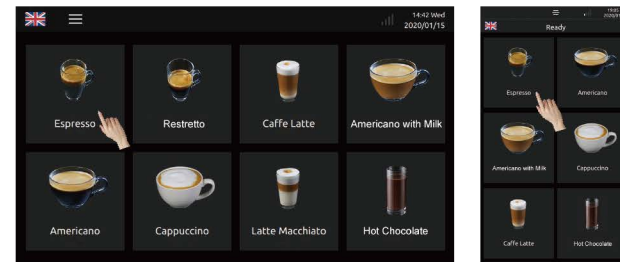 14:42 Wed
2020/01/15
Espresso
Restretto
Caffe Latte
Americano with Milk
Americano
Cappuccino
Latte Macchiato
Hot Chocolate
Ready
Espresso
Americano
Americano with Milk
Cappuccino
Caffe Latte
Hot Chocolate